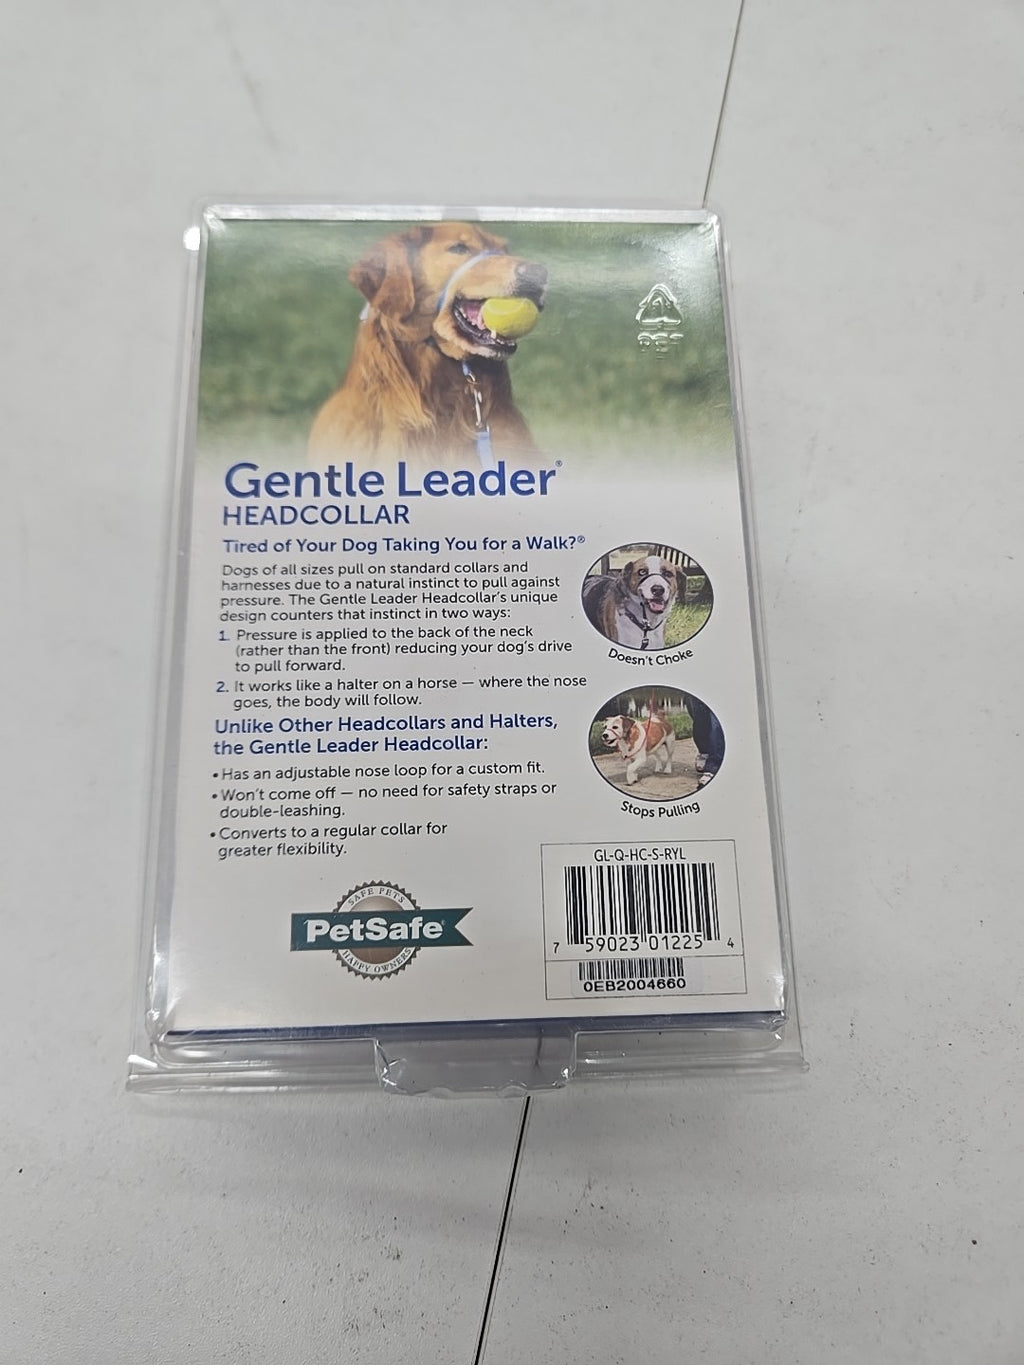 PET
Gentle Leader®
HEADCOLLAR
Tired of Your Dog Taking You for a Walk?®
Dogs of all sizes pull on standard collars and
harnesses due to a natural instinct to pull against
pressure. The Gentle Leader Headcollar's unique
design counters that instinct in two ways:
1. Pressure is applied to the back of the neck
(rather than the front) reducing your dog's drive
to pull forward.
2. It works like a halter on a horse — where the nose
goes, the body will follow.
Unlike Other Headcollars and Halters,
the Gentle Leader Headcollar:
• Has an adjustable nose loop for a custom fit.
• Won't come off — no need for safety straps or
double-leashing.
• Converts to a regular collar for
greater flexibility.
Doesn't Choke
Stops Pulling
SAFE PETS
PetSafe
HAPPY OWNERS
GL-Q-HC-S-RYL
7 59023 01225 4
0EB2004660